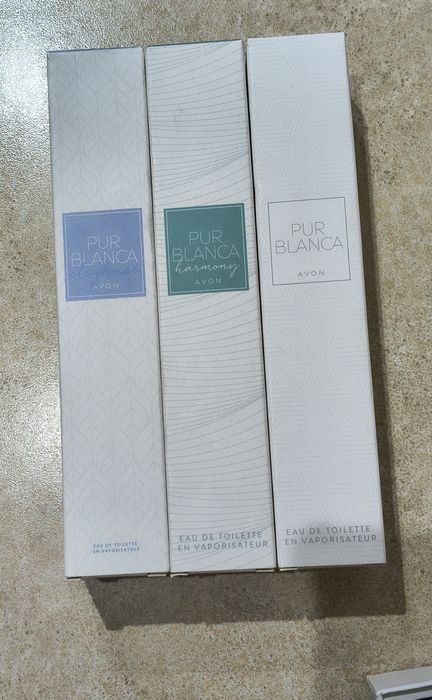 PUR
BLANCA
elegance
AVON
EAU DE TOILETTE
EN VAPORISATEUR
PUR
BLANCA
harmony
AVON
EAU DE TOILETTE
EN VAPORISATEUR
PUR
BLANCA
AVON
EAU DE TOILETTE
EN VAPORISATEUR